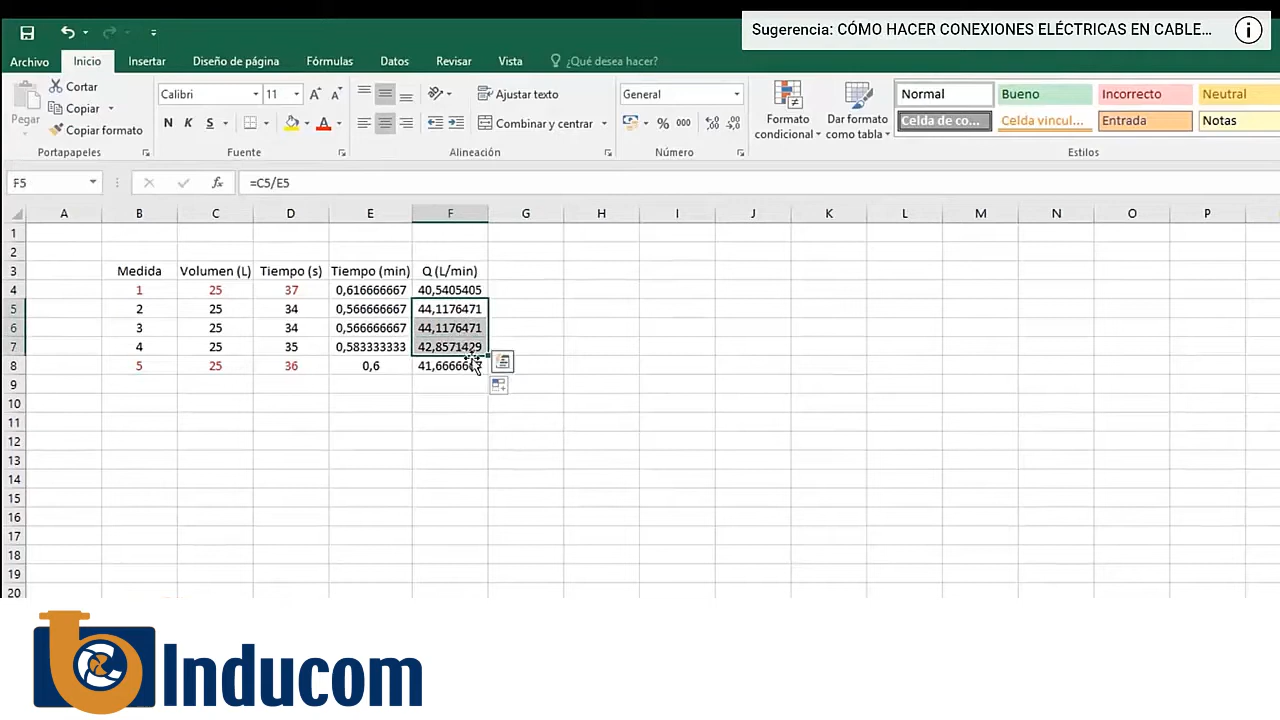 Sugerencia: CÓMO HACER CONEXIONES ELÉCTRICAS EN CABLE...
Archivo Inicio Insertar Diseño de página Fórmulas Datos Revisar Vista ¿Qué desea hacer?
Pegar
Cortar
Copiar
Copiar formato
Portapapeles
Calibri 11
N K S
Fuente
Ajustar texto
Combinar y centrar
Alineación
General
% 000
Número
Formato condicional
Dar formato como tabla
Normal Bueno Incorrecto Neutral
Celda de co... Celda vincul... Entrada Notas
Estilos
F5 fx =C5/E5
A B C D E F G H I J K L M N O P
1
2
3 Medida Volumen (L) Tiempo (s) Tiempo (min) Q (L/min)
4 1 25 37 0,616666667 40,5405405
5 2 25 34 0,566666667 44,1176471
6 3 25 34 0,566666667 44,1176471
7 4 25 35 0,583333333 42,8571429
8 5 25 36 0,6
9
10
11
12
13
14
15
16
17
18
19
20
Inducom